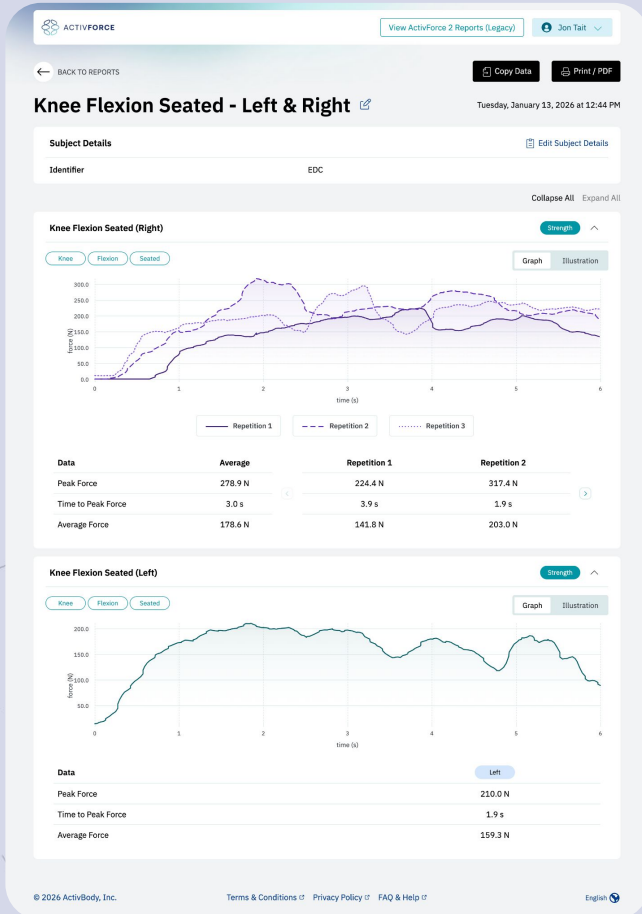 ACTIVFORCE
View ActivForce 2 Reports (Legacy)
Jon Tait
BACK TO REPORTS
Copy Data
Print / PDF
Knee Flexion Seated - Left & Right
Tuesday, January 13, 2026 at 12:44 PM
Subject Details
Edit Subject Details
Identifier EDC
Collapse All Expand All
Knee Flexion Seated (Right)
Strength
Knee Flexion Seated
Graph Illustration
300.0
250.0
200.0
150.0
100.0
50.0
0.0
force (N)
0 1 2 3 4 5 6
time (s)
Repetition 1 Repetition 2 Repetition 3
Data Average Repetition 1 Repetition 2
Peak Force 278.9 N 224.4 N 317.4 N
Time to Peak Force 3.0 s 3.9 s 1.9 s
Average Force 178.6 N 141.8 N 203.0 N
Knee Flexion Seated (Left)
Strength
Knee Flexion Seated
Graph Illustration
200.0
150.0
100.0
50.0
force (N)
0 1 2 3 4 5 6
time (s)
Data Left
Peak Force 210.0 N
Time to Peak Force 1.9 s
Average Force 159.3 N
© 2026 ActivBody, Inc. Terms & Conditions Privacy Policy FAQ & Help English